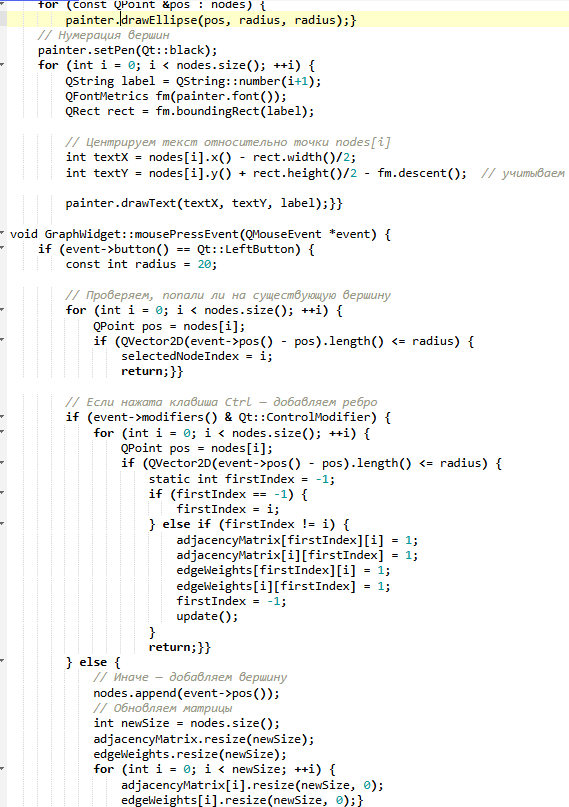 for (const QPoint &pos : nodes) {
painter.drawEllipse(pos, radius, radius);}
// Нумерация вершин
painter.setPen(Qt::black);
for (int i = 0; i < nodes.size(); ++i) {
QString label = QString::number(i+1);
QFontMetrics fm(painter.font());
QRect rect = fm.boundingRect(label);
// Центрируем текст относительно точки nodes[i]
int textX = nodes[i].x() - rect.width()/2;
int textY = nodes[i].y() + rect.height()/2 - fm.descent();  // учитываем
painter.drawText(textX, textY, label);}}
void GraphWidget::mousePressEvent(QMouseEvent *event) {
if (event->button() == Qt::LeftButton) {
const int radius = 20;
// Проверяем, попали ли на существующую вершину
for (int i = 0; i < nodes.size(); ++i) {
QPoint pos = nodes[i];
if (QVector2D(event->pos() - pos).length() <= radius) {
selectedNodeIndex = i;
return;}}
// Если нажата клавиша Ctrl — добавляем ребро
if (event->modifiers() & Qt::ControlModifier) {
for (int i = 0; i < nodes.size(); ++i) {
QPoint pos = nodes[i];
if (QVector2D(event->pos() - pos).length() <= radius) {
static int firstIndex = -1;
if (firstIndex == -1) {
firstIndex = i;
} else if (firstIndex != i) {
adjacencyMatrix[firstIndex][i] = 1;
adjacencyMatrix[i][firstIndex] = 1;
edgeWeights[firstIndex][i] = 1;
edgeWeights[i][firstIndex] = 1;
firstIndex = -1;
update();
}
return;}}
} else {
// Иначе — добавляем вершину
nodes.append(event->pos());
// Обновляем матрицы
int newSize = nodes.size();
adjacencyMatrix.resize(newSize);
edgeWeights.resize(newSize);
for (int i = 0; i < newSize; ++i) {
adjacencyMatrix[i].resize(newSize, 0);
edgeWeights[i].resize(newSize, 0);}